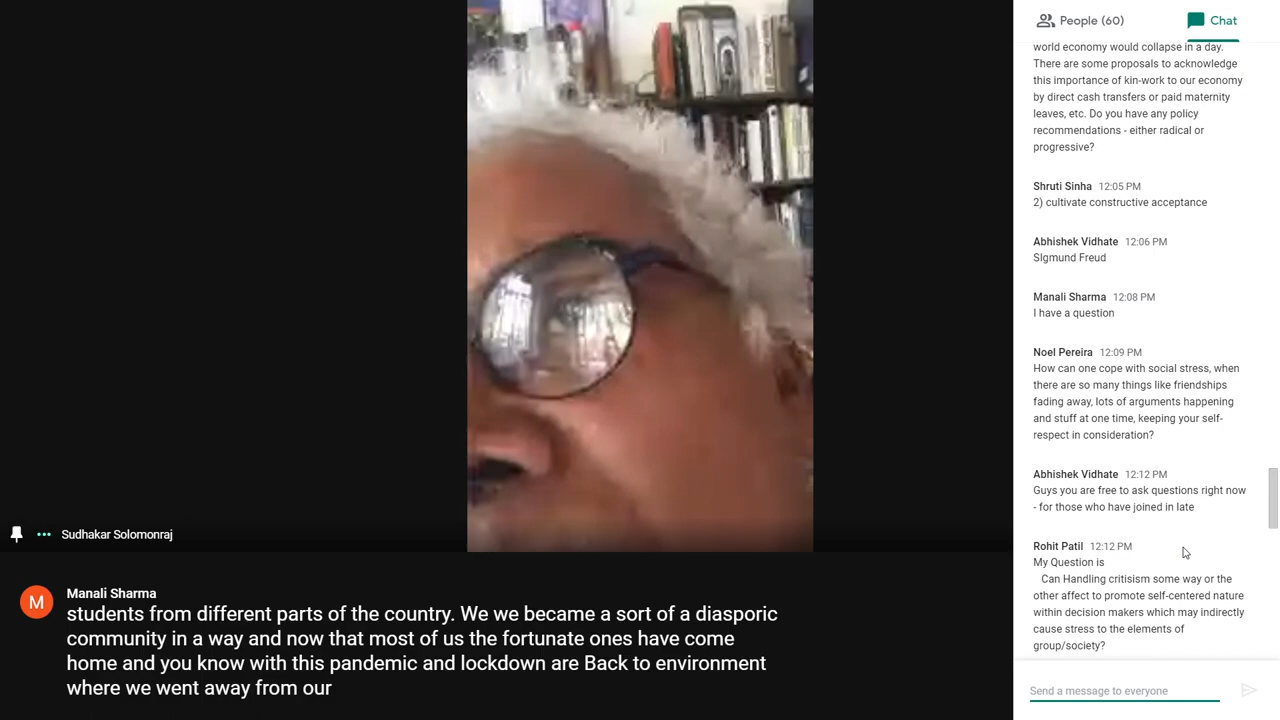 People (60)
Chat
world economy would collapse in a day.
There are some proposals to acknowledge
this importance of kin-work to our economy
by direct cash transfers or paid maternity
leaves, etc. Do you have any policy
recommendations - either radical or
progressive?
Shruti Sinha 12:05 PM
2) cultivate constructive acceptance
Abhishek Vidhate 12:06 PM
SIgmund Freud
Manali Sharma 12:08 PM
I have a question
Noel Pereira 12:09 PM
How can one cope with social stress, when
there are so many things like friendships
fading away, lots of arguments happening
and stuff at one time, keeping your self-
respect in consideration?
Abhishek Vidhate 12:12 PM
Guys you are free to ask questions right now
- for those who have joined in late
Rohit Patil 12:12 PM
My Question is
Can Handling critisism some way or the
other affect to promote self-centered nature
within decision makers which may indirectly
cause stress to the elements of
group/society?
Send a message to everyone
Sudhakar Solomonraj
M
Manali Sharma
students from different parts of the country. We we became a sort of a diasporic
community in a way and now that most of us the fortunate ones have come
home and you know with this pandemic and lockdown are Back to environment
where we went away from our